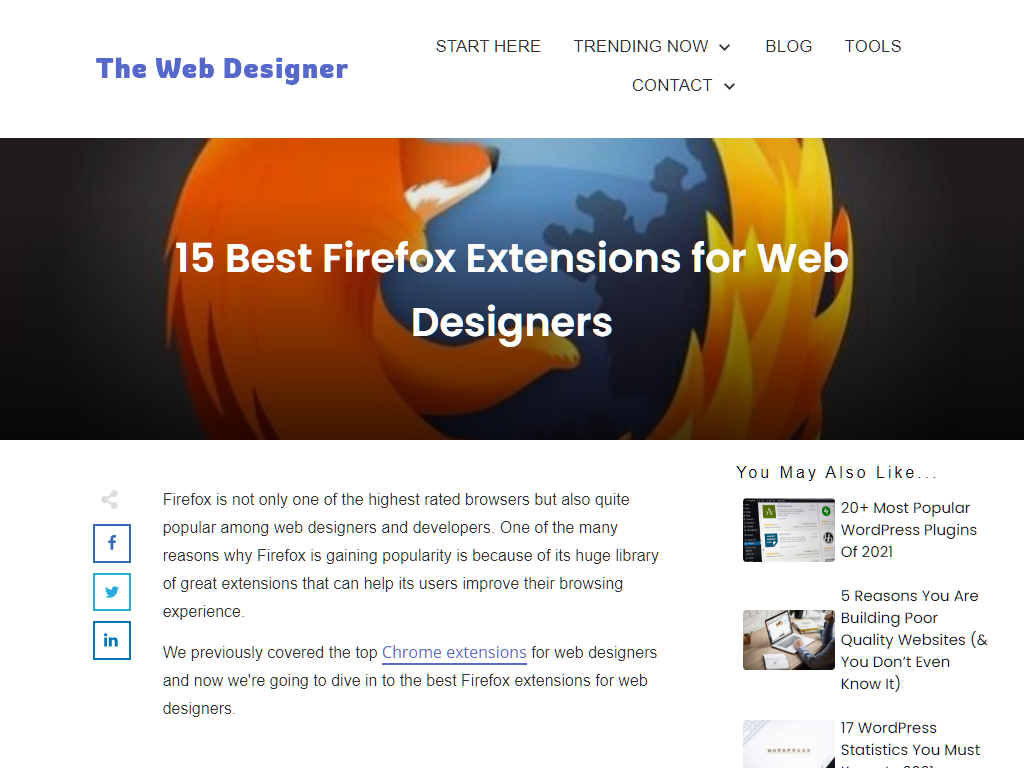 The Web Designer
START HERE TRENDING NOW BLOG TOOLS
CONTACT
15 Best Firefox Extensions for Web
Designers
Firefox is not only one of the highest rated browsers but also quite
popular among web designers and developers. One of the many
reasons why Firefox is gaining popularity is because of its huge library
of great extensions that can help its users improve their browsing
experience.
We previously covered the top Chrome extensions for web designers
and now we're going to dive in to the best Firefox extensions for web
designers.
You May Also Like...
20+ Most Popular
WordPress Plugins
Of 2021
5 Reasons You Are
Building Poor
Quality Websites (&
You Don’t Even
Know It)
WORDPRESS
17 WordPress
Statistics You Must